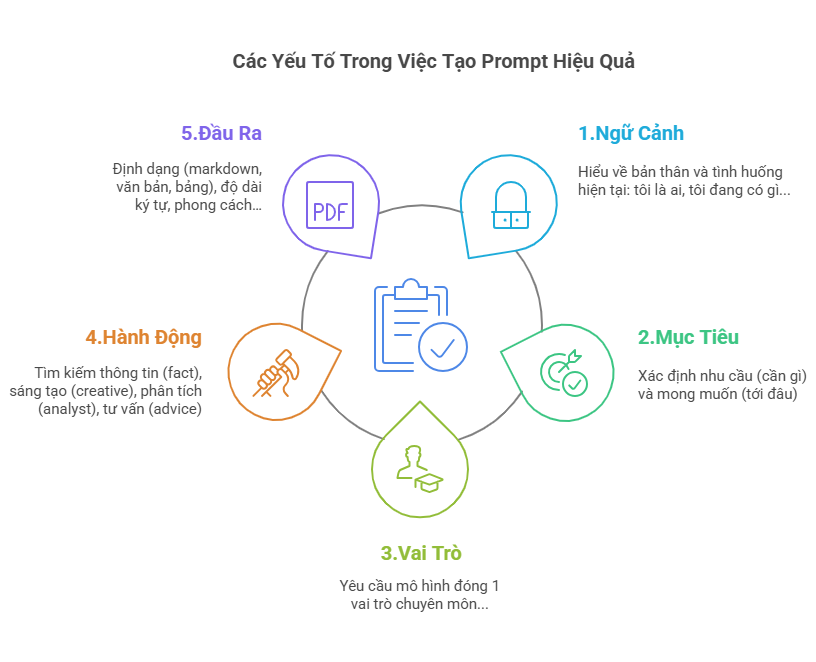 Các Yếu Tố Trong Việc Tạo Prompt Hiệu Quả
1.Ngữ Cảnh
Hiểu về bản thân và tình huống
hiện tại: tôi là ai, tôi đang có gì...
2.Mục Tiêu
Xác định nhu cầu (cần gì)
và mong muốn (tới đâu)
3.Vai Trò
Yêu cầu mô hình đóng 1
vai trò chuyên môn...
4.Hành Động
Tìm kiếm thông tin (fact),
sáng tạo (creative), phân tích
(analyst), tư vấn (advice)
5.Đầu Ra
Định dạng (markdown,
văn bản, bảng), độ dài
ký tự, phong cách...
PDF